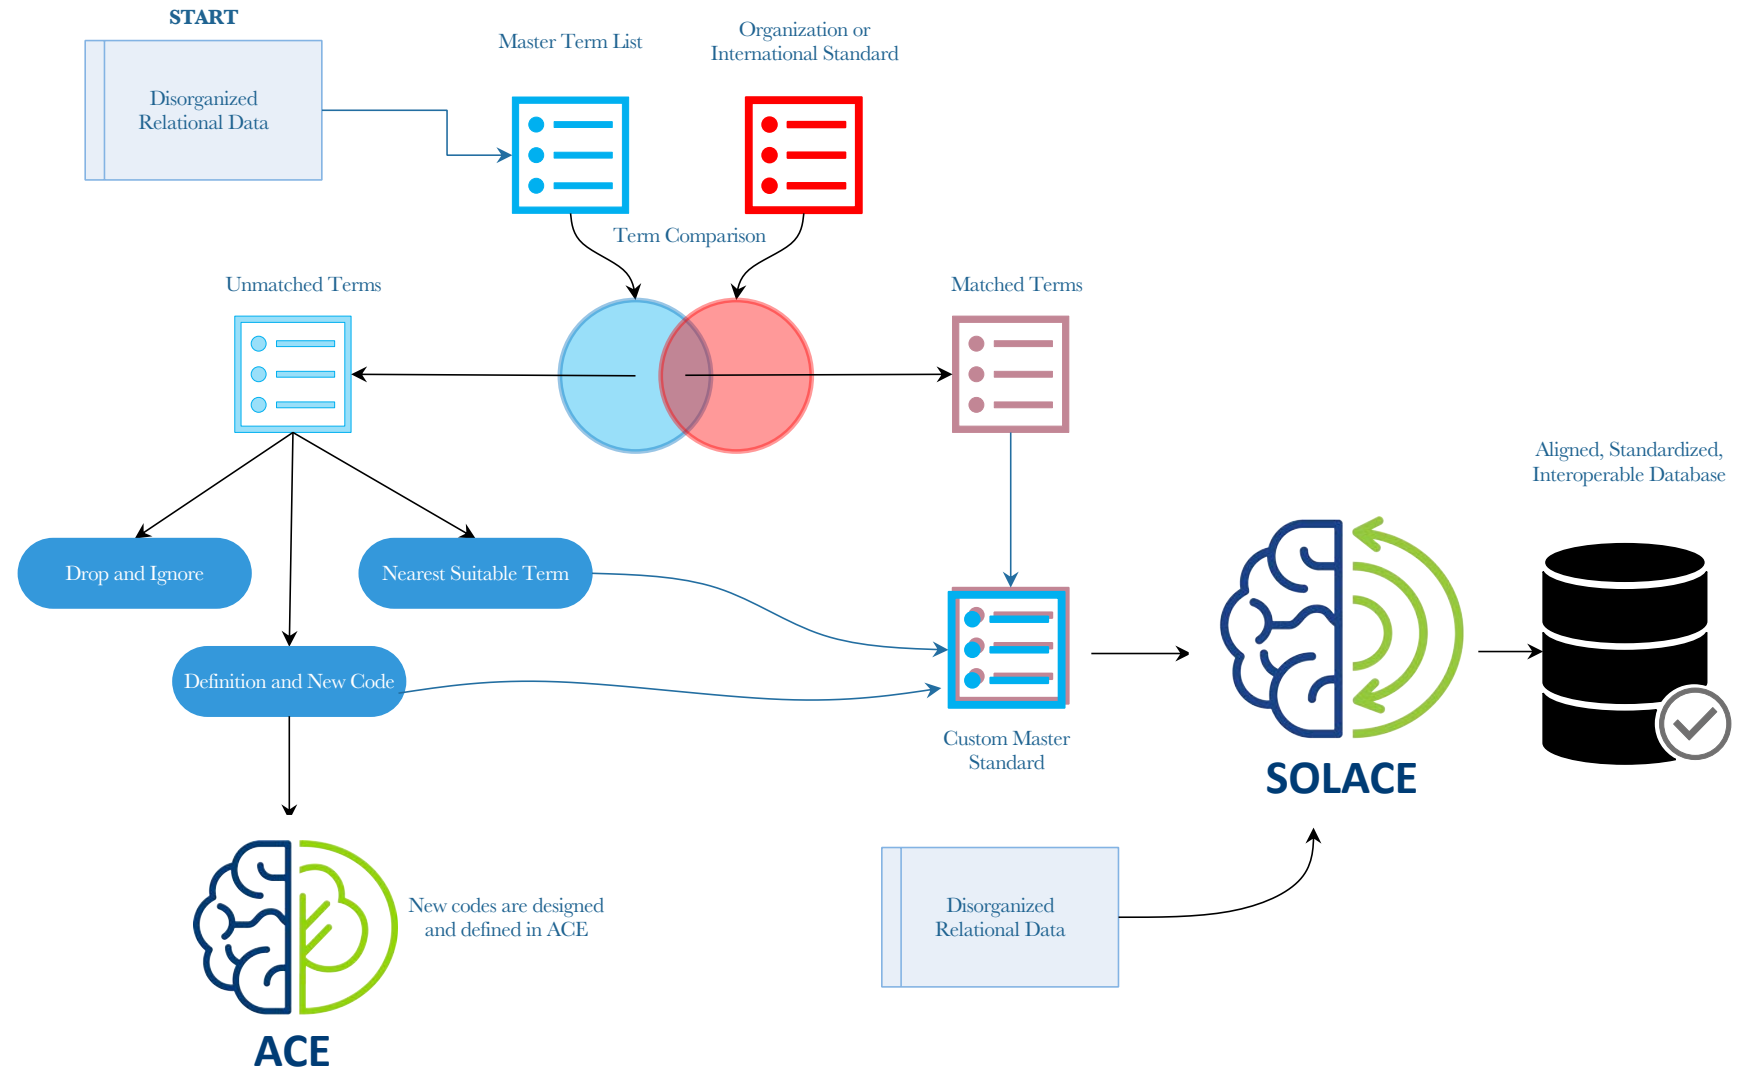 START
Disorganized
Relational Data
Master Term List
Organization or
International Standard
Term Comparison
Unmatched Terms
Matched Terms
Aligned, Standardized,
Interoperable Database
Drop and Ignore
Nearest Suitable Term
Definition and New Code
Custom Master
Standard
SOLACE
New codes are designed
and defined in ACE
Disorganized
Relational Data
ACE